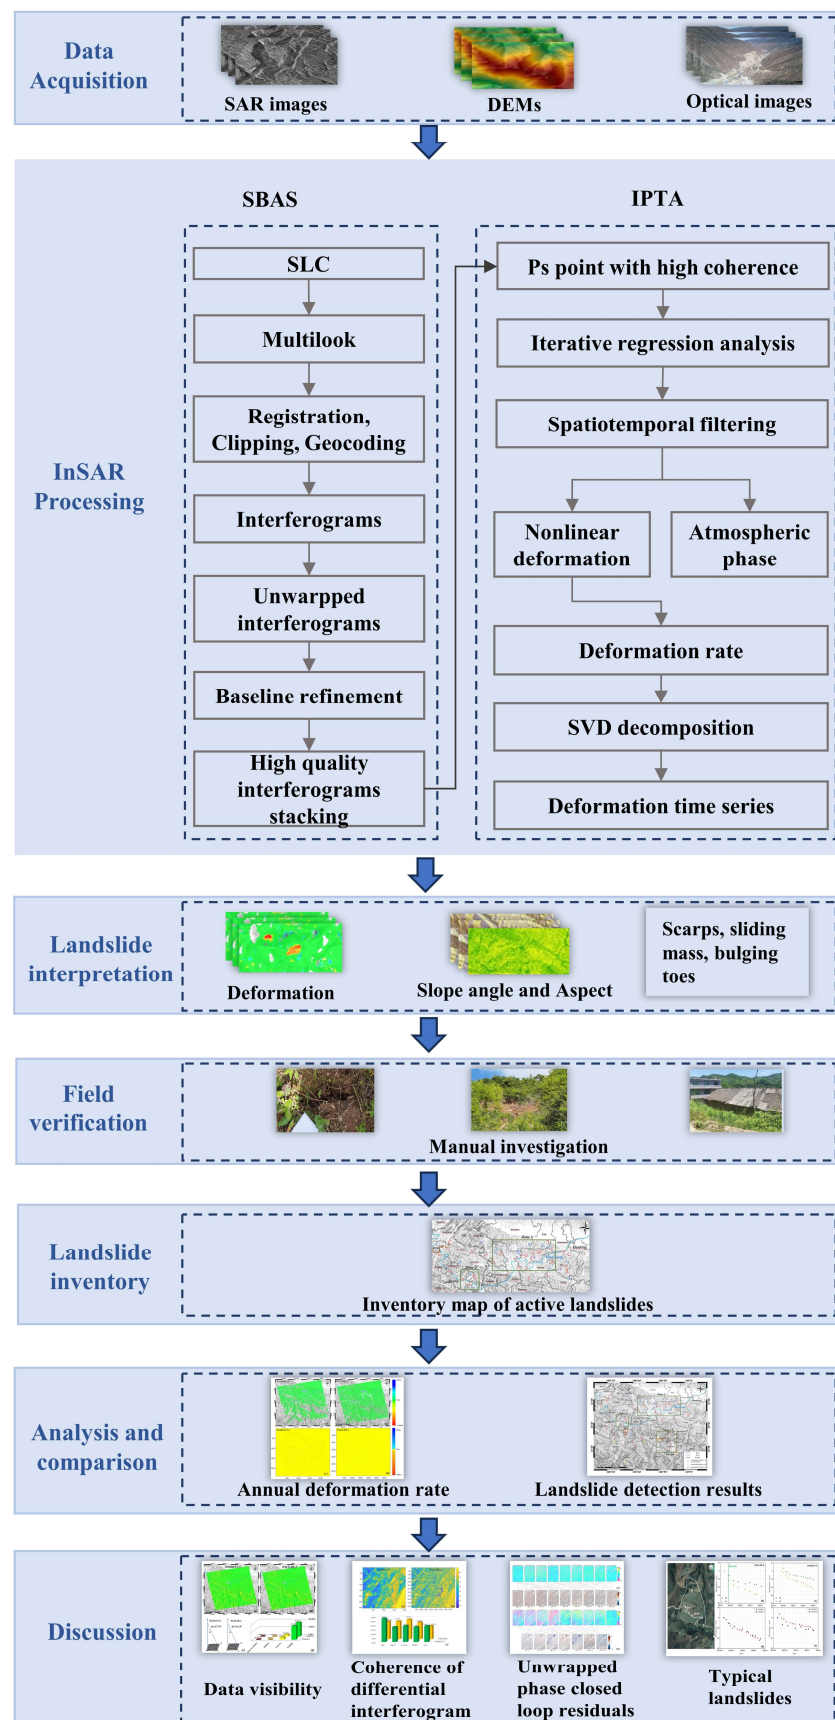 Data
Acquisition
SAR images
DEMs
Optical images
InSAR
Processing
SBAS
SLC
Multilook
Registration,
Clipping, Geocoding
Interferograms
Unwarpped
interferograms
Baseline refinement
High quality
interferograms
stacking
IPTA
Ps point with high coherence
Iterative regression analysis
Spatiotemporal filtering
Nonlinear
deformation
Atmospheric
phase
Deformation rate
SVD decomposition
Deformation time series
Landslide
interpretation
Deformation
Slope angle and Aspect
Scarps, sliding
mass, bulging
toes
Field
verification
Manual investigation
Landslide
inventory
Inventory map of active landslides
Analysis and
comparison
Annual deformation rate
Landslide detection results
Discussion
Data visibility
Coherence of
differential
interferogram
Unwrapped
phase closed
loop residuals
Typical
landslides